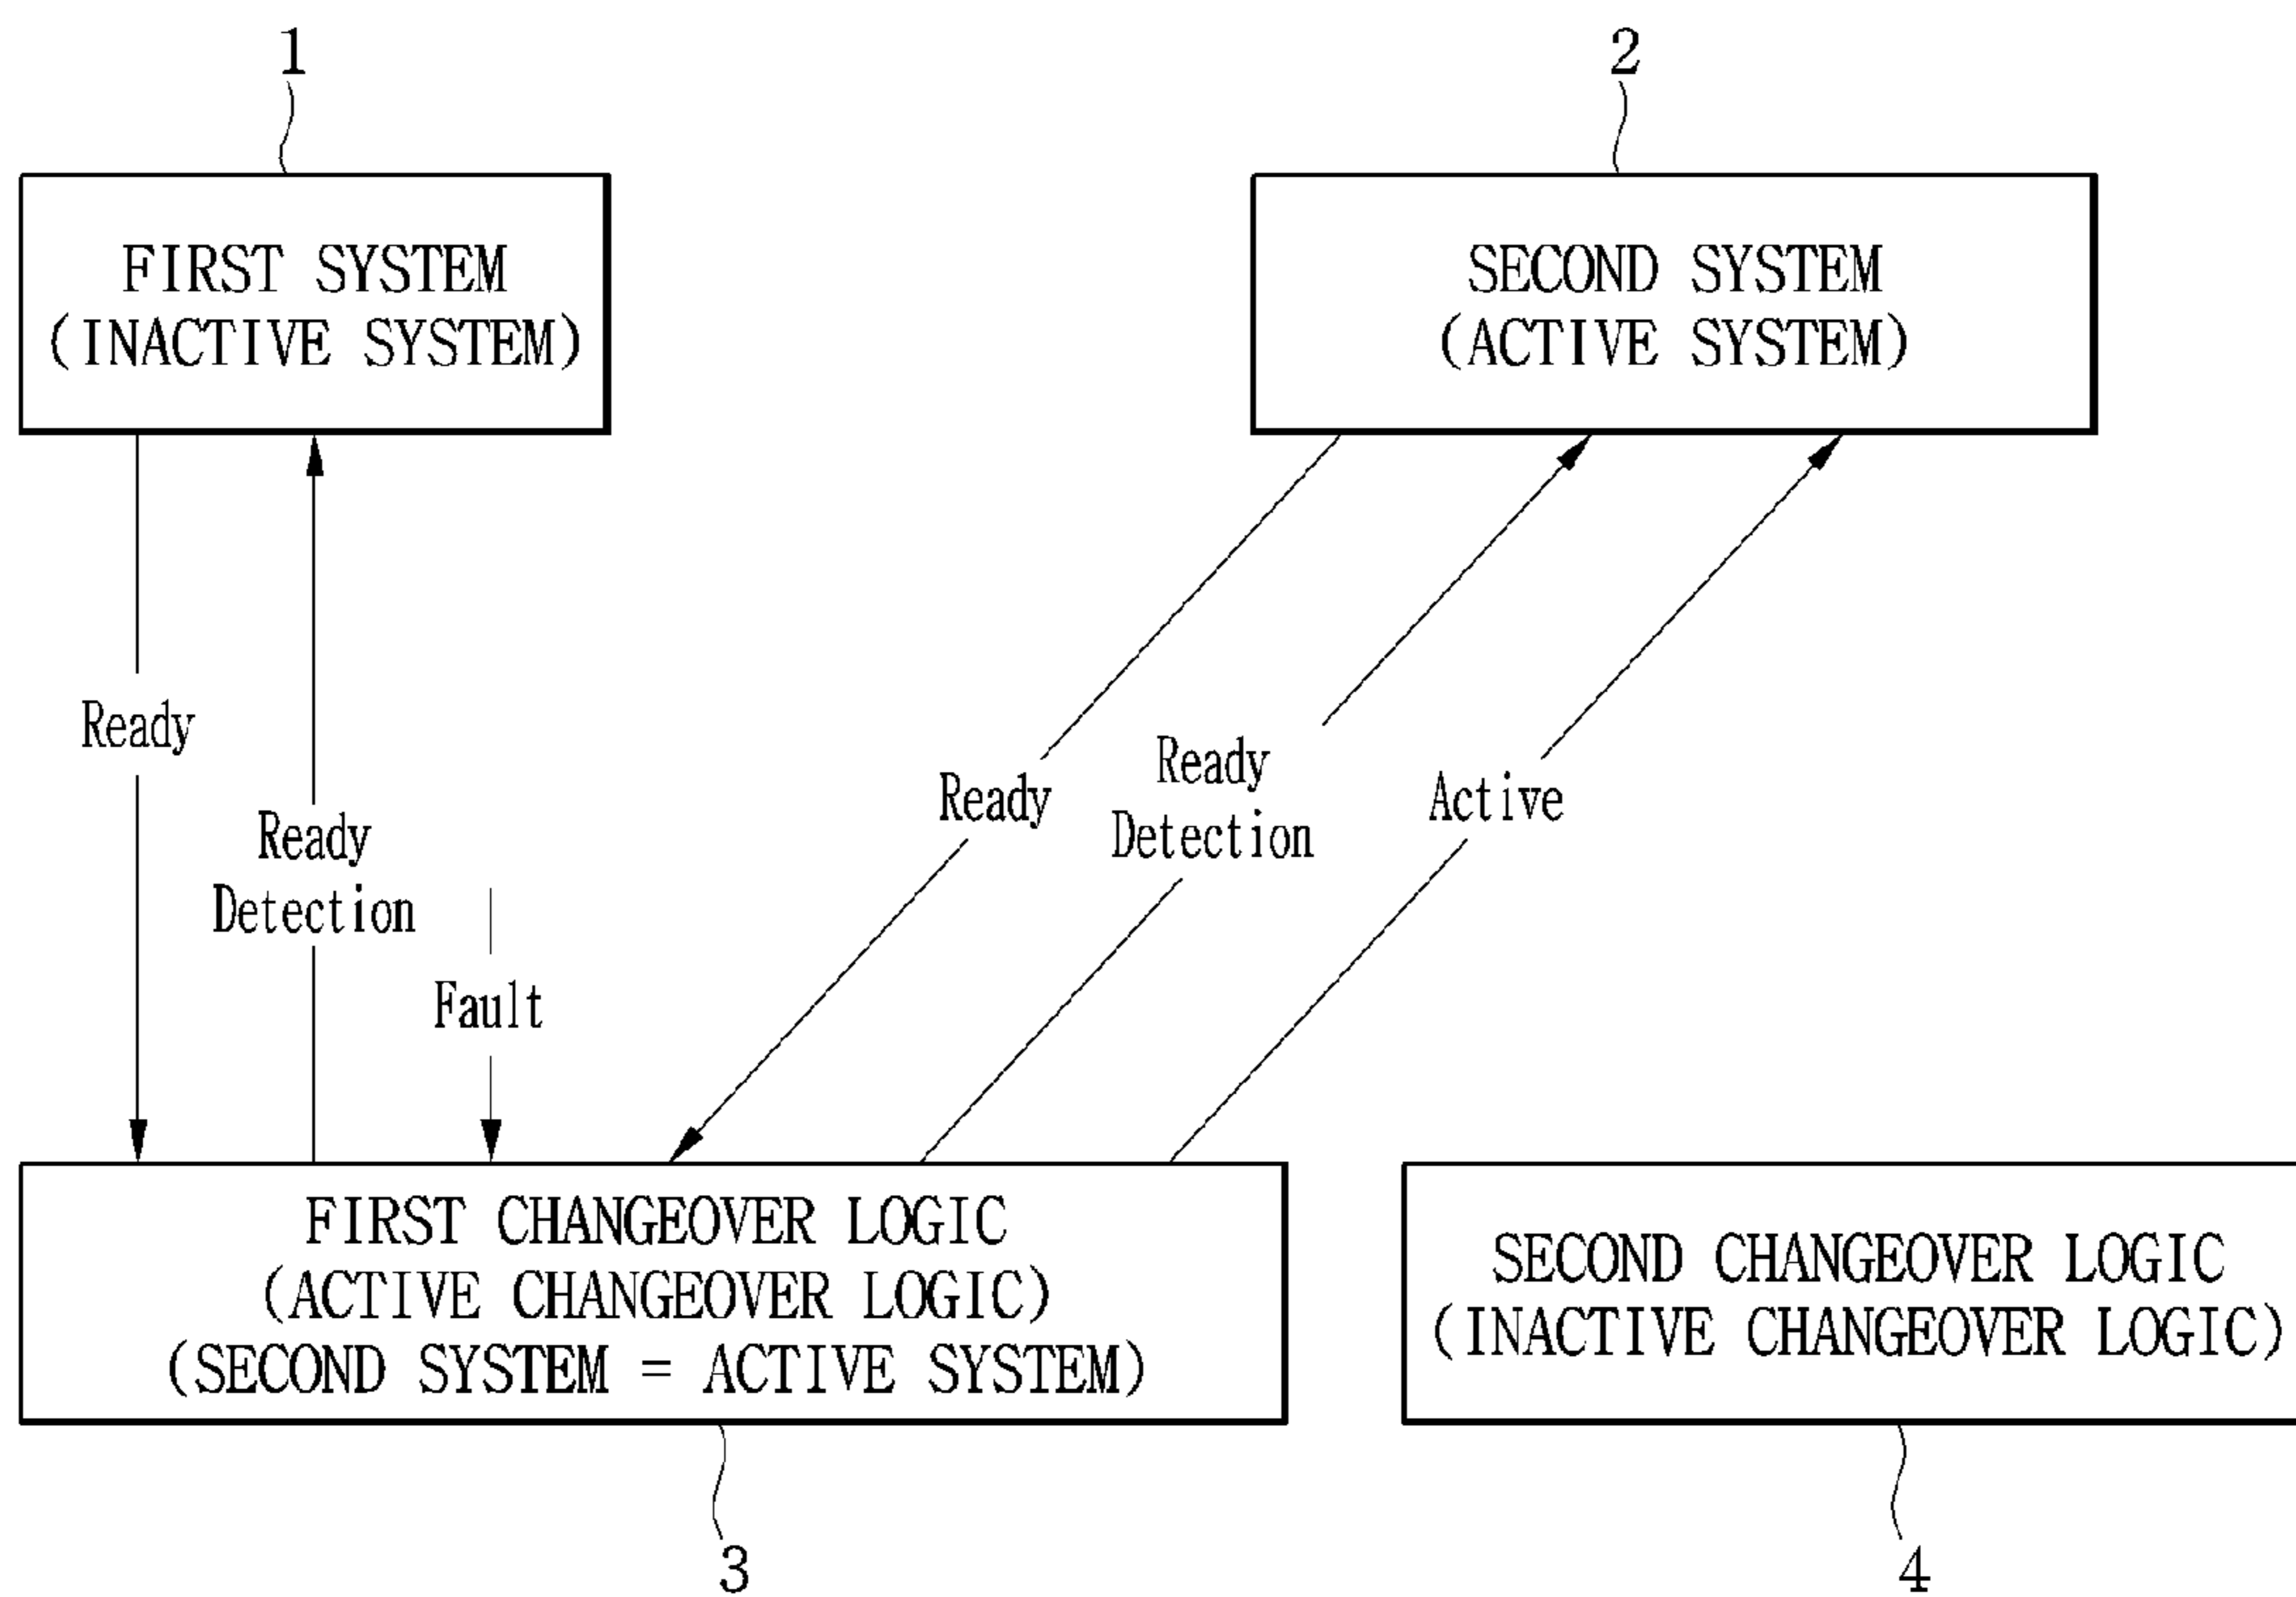 1
2
FIRST SYSTEM
(INACTIVE SYSTEM)
SECOND SYSTEM
(ACTIVE SYSTEM)
Ready
Ready
Detection
Fault
Ready
Ready
Detection
Active
FIRST CHANGEOVER LOGIC
(ACTIVE CHANGEOVER LOGIC)
(SECOND SYSTEM = ACTIVE SYSTEM)
SECOND CHANGEOVER LOGIC
(INACTIVE CHANGEOVER LOGIC)
3
4